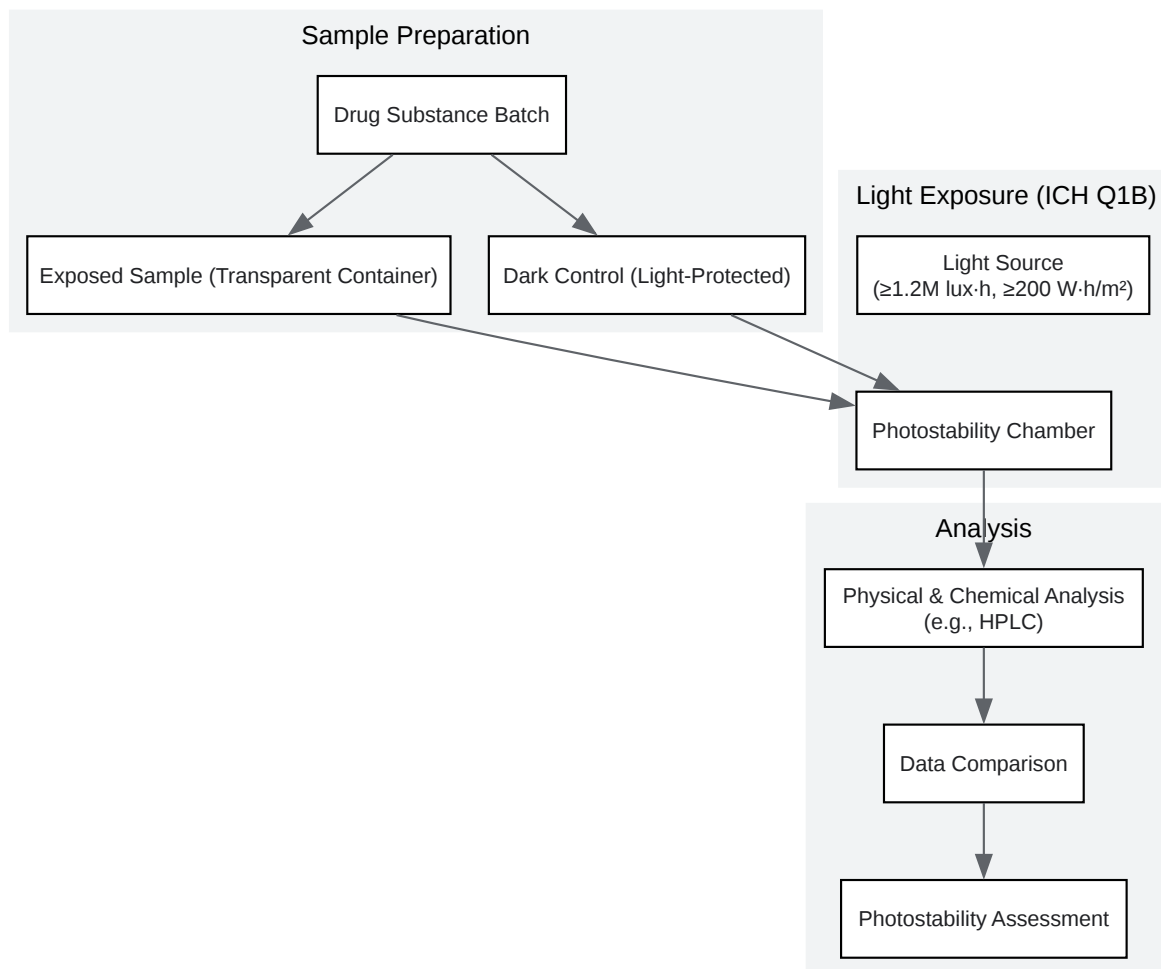 Sample Preparation
Drug Substance Batch
Exposed Sample (Transparent Container)
Dark Control (Light-Protected)
Light Exposure (ICH Q1B)
Light Source
(≥1.2M lux·h, ≥200 W·h/m²)
Photostability Chamber
Analysis
Physical & Chemical Analysis
(e.g., HPLC)
Data Comparison
Photostability Assessment